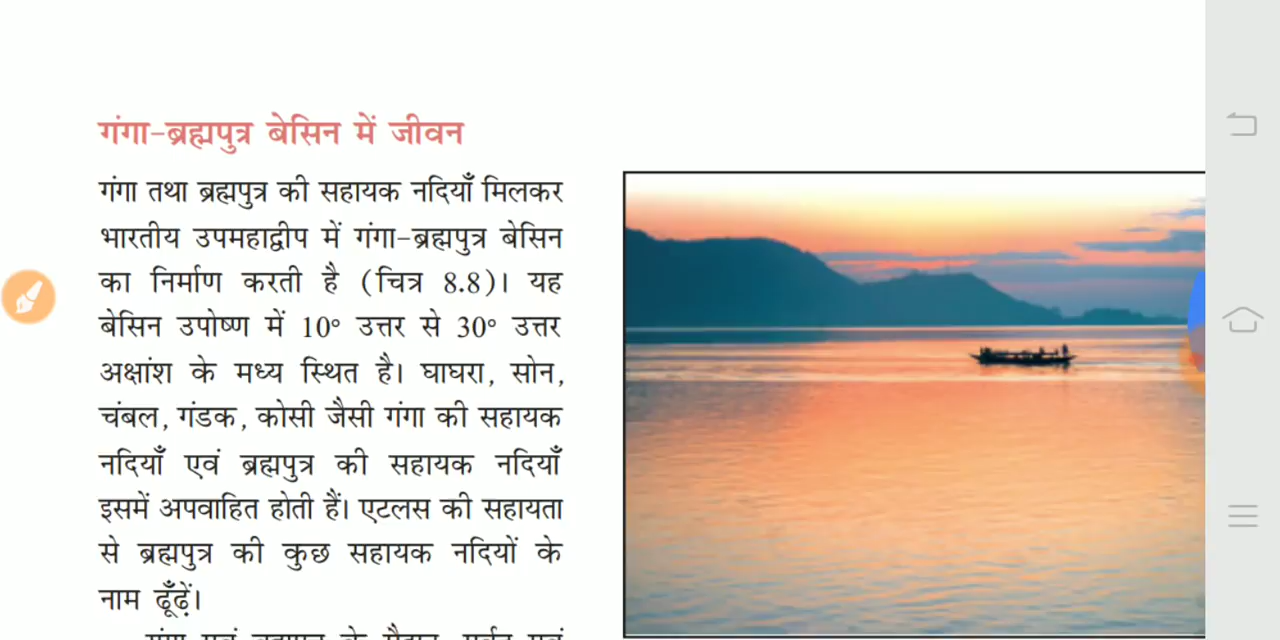 गंगा-ब्रह्मपुत्र बेसिन में जीवन
गंगा तथा ब्रह्मपुत्र की सहायक नदियाँ मिलकर
भारतीय उपमहाद्वीप में गंगा-ब्रह्मपुत्र बेसिन
का निर्माण करती है (चित्र 8.8)। यह
बेसिन उपोष्ण में 10° उत्तर से 30° उत्तर
अक्षांश के मध्य स्थित है। घाघरा, सोन,
चंबल, गंडक, कोसी जैसी गंगा की सहायक
नदियाँ एवं ब्रह्मपुत्र की सहायक नदियाँ
इसमें अपवाहित होती हैं। एटलस की सहायता
से ब्रह्मपुत्र की कुछ सहायक नदियों के
नाम ढूँढ़ें।